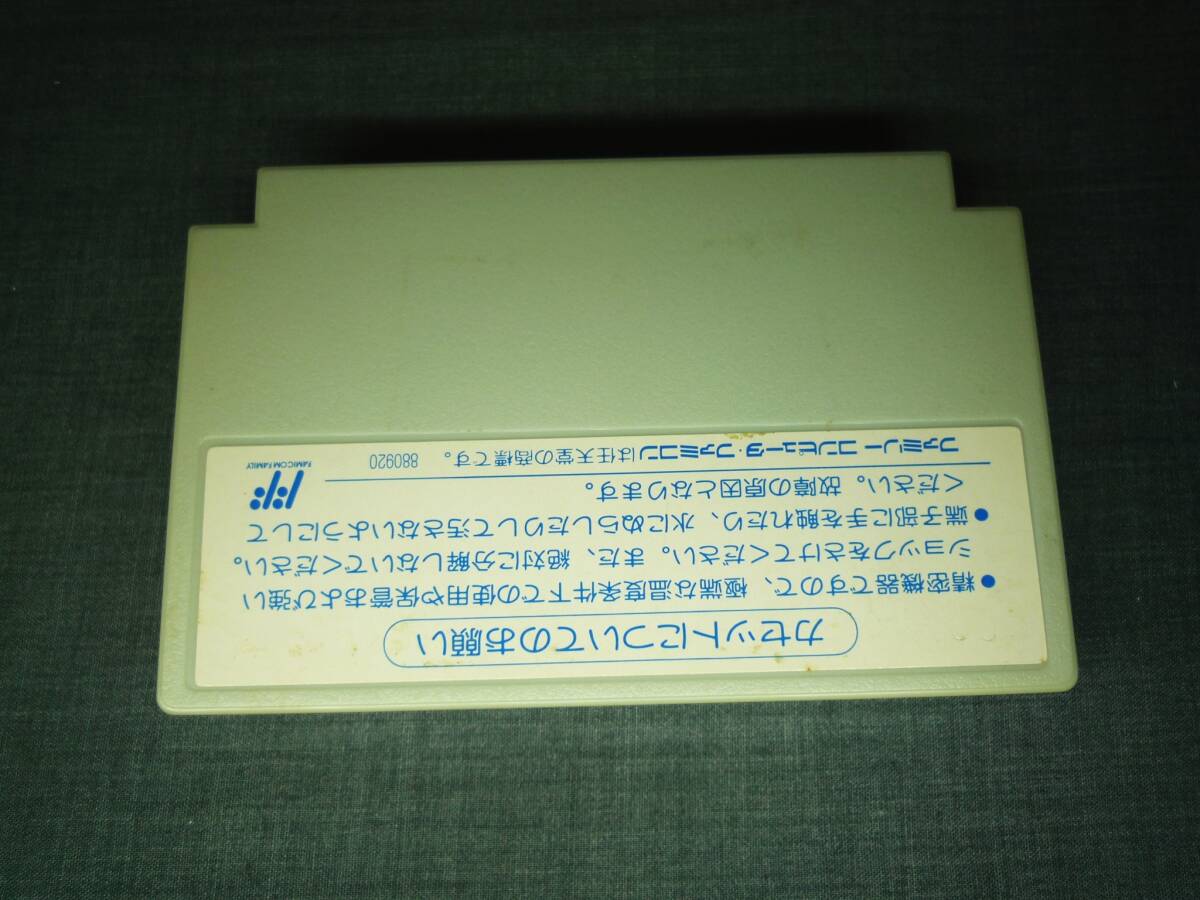 カセットについてのお願い
●精密機器ですので、極端な温度条件下での使用や保管および強い
ショックをさけてください。また、絶対に分解しないでください。
●端子部に手を触れたり、水にぬらしたりして汚さないようにして
ください。故障の原因となります。
ファミリーコンピュータ・ファミコンは任天堂の商標です。 880920
FAMICOM FAMILY